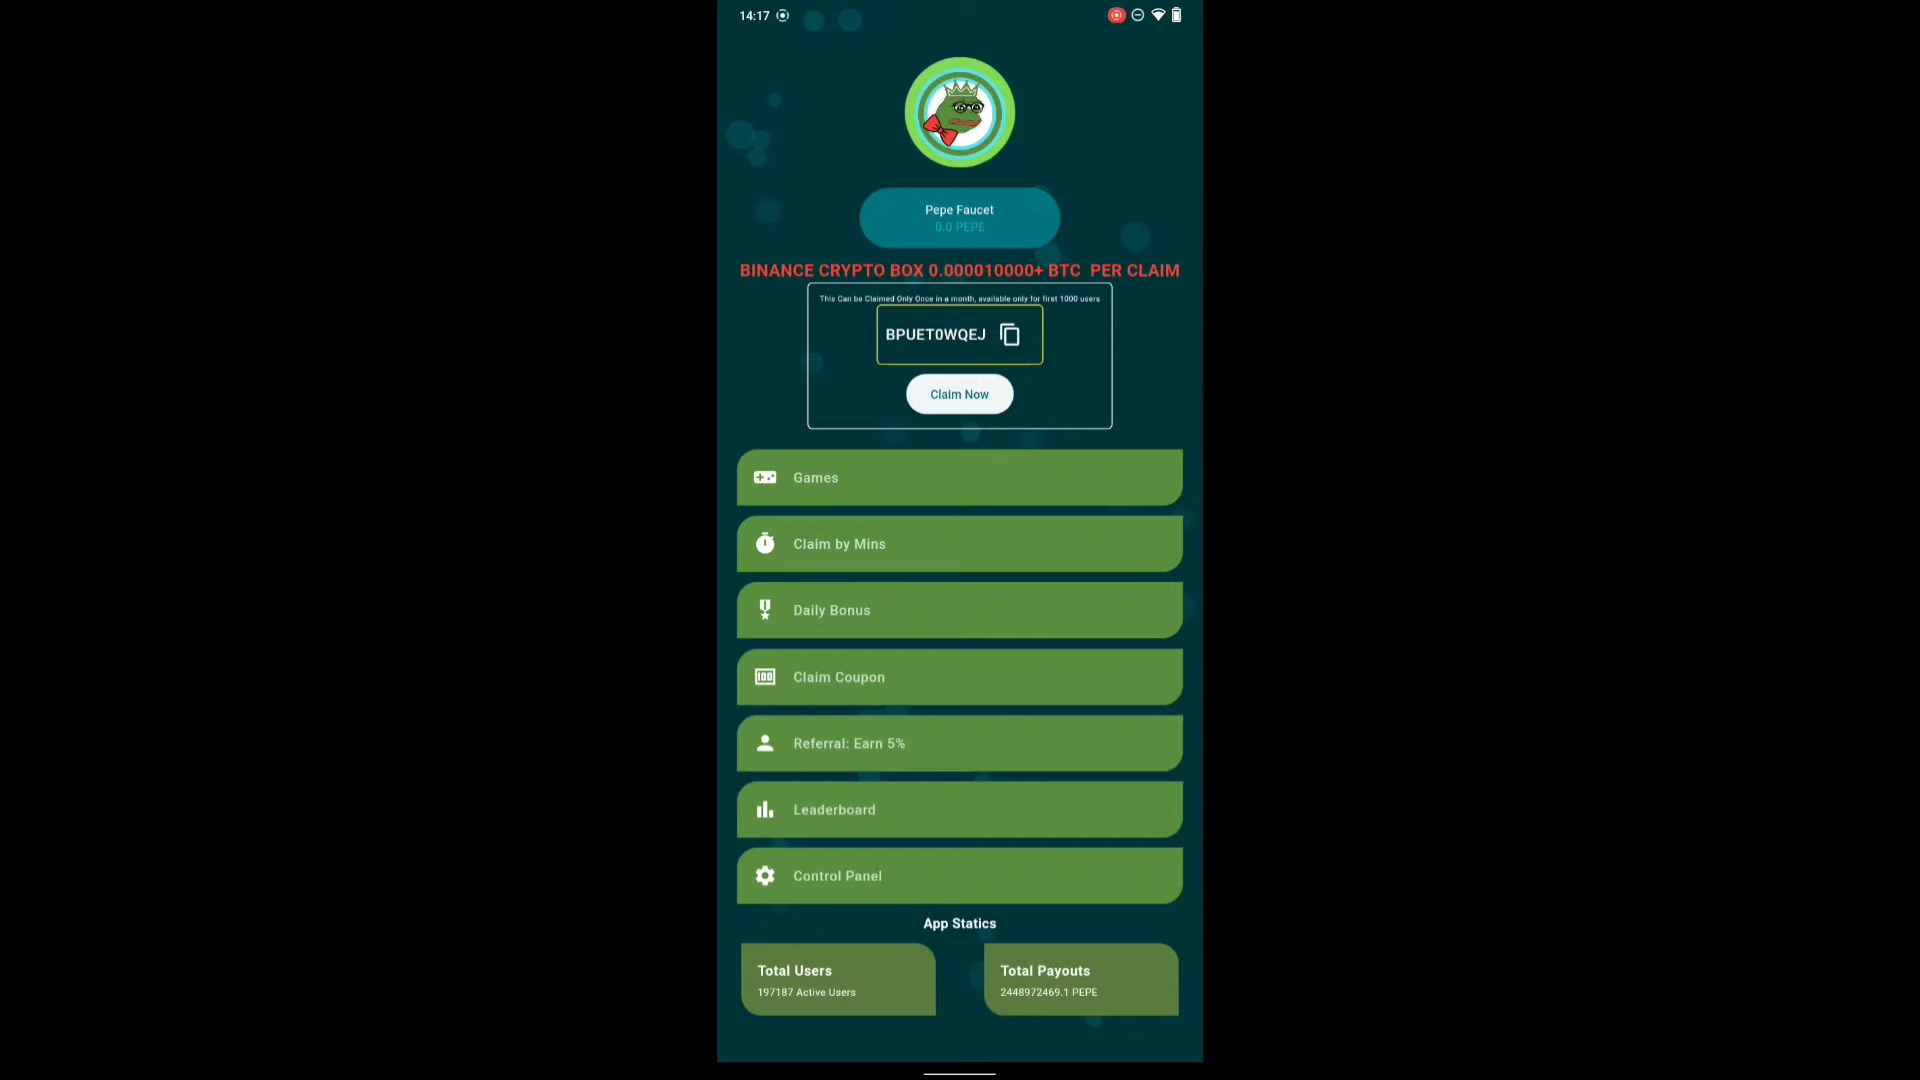 14:17
Pepe Faucet
0.0 PEPE
BINANCE CRYPTO BOX 0.000010000+ BTC  PER CLAIM
This Can be Claimed Only Once in a month, available only for first 1000 users
BPUET0WQEJ
Claim Now
Games
Claim by Mins
Daily Bonus
100
Claim Coupon
Referral: Earn 5%
Leaderboard
Control Panel
App Statics
Total Users
197187 Active Users
Total Payouts
2448972469.1 PEPE